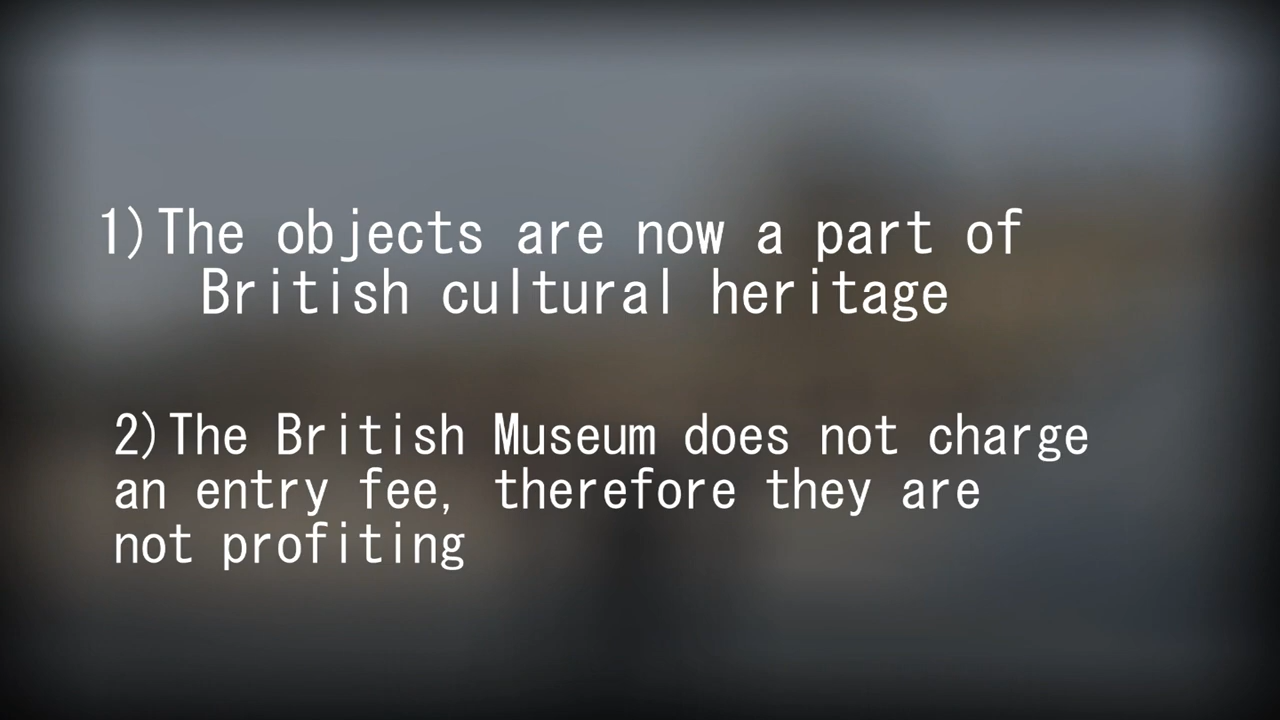 1)The objects are now a part of
British cultural heritage
2)The British Museum does not charge
an entry fee, therefore they are
not profiting